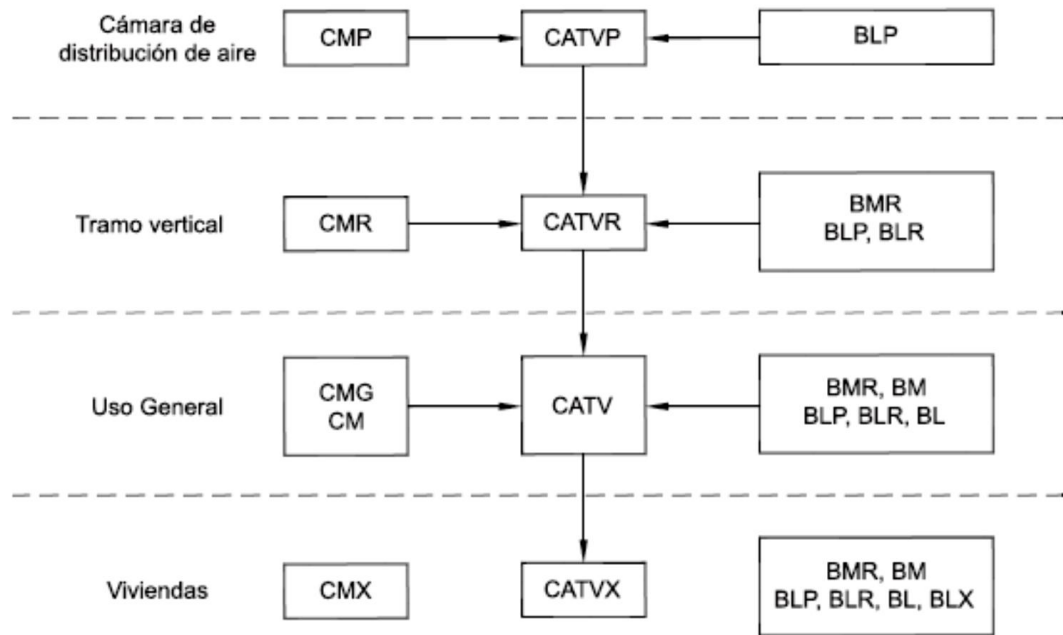 Cámara de
distribución de aire
CMP
CATVP
BLP
Tramo vertical
CMR
CATVR
BMR
BLP, BLR
Uso General
CMG
CM
CATV
BMR, BM
BLP, BLR, BL
Viviendas
CMX
CATVX
BMR, BM
BLP, BLR, BL, BLX